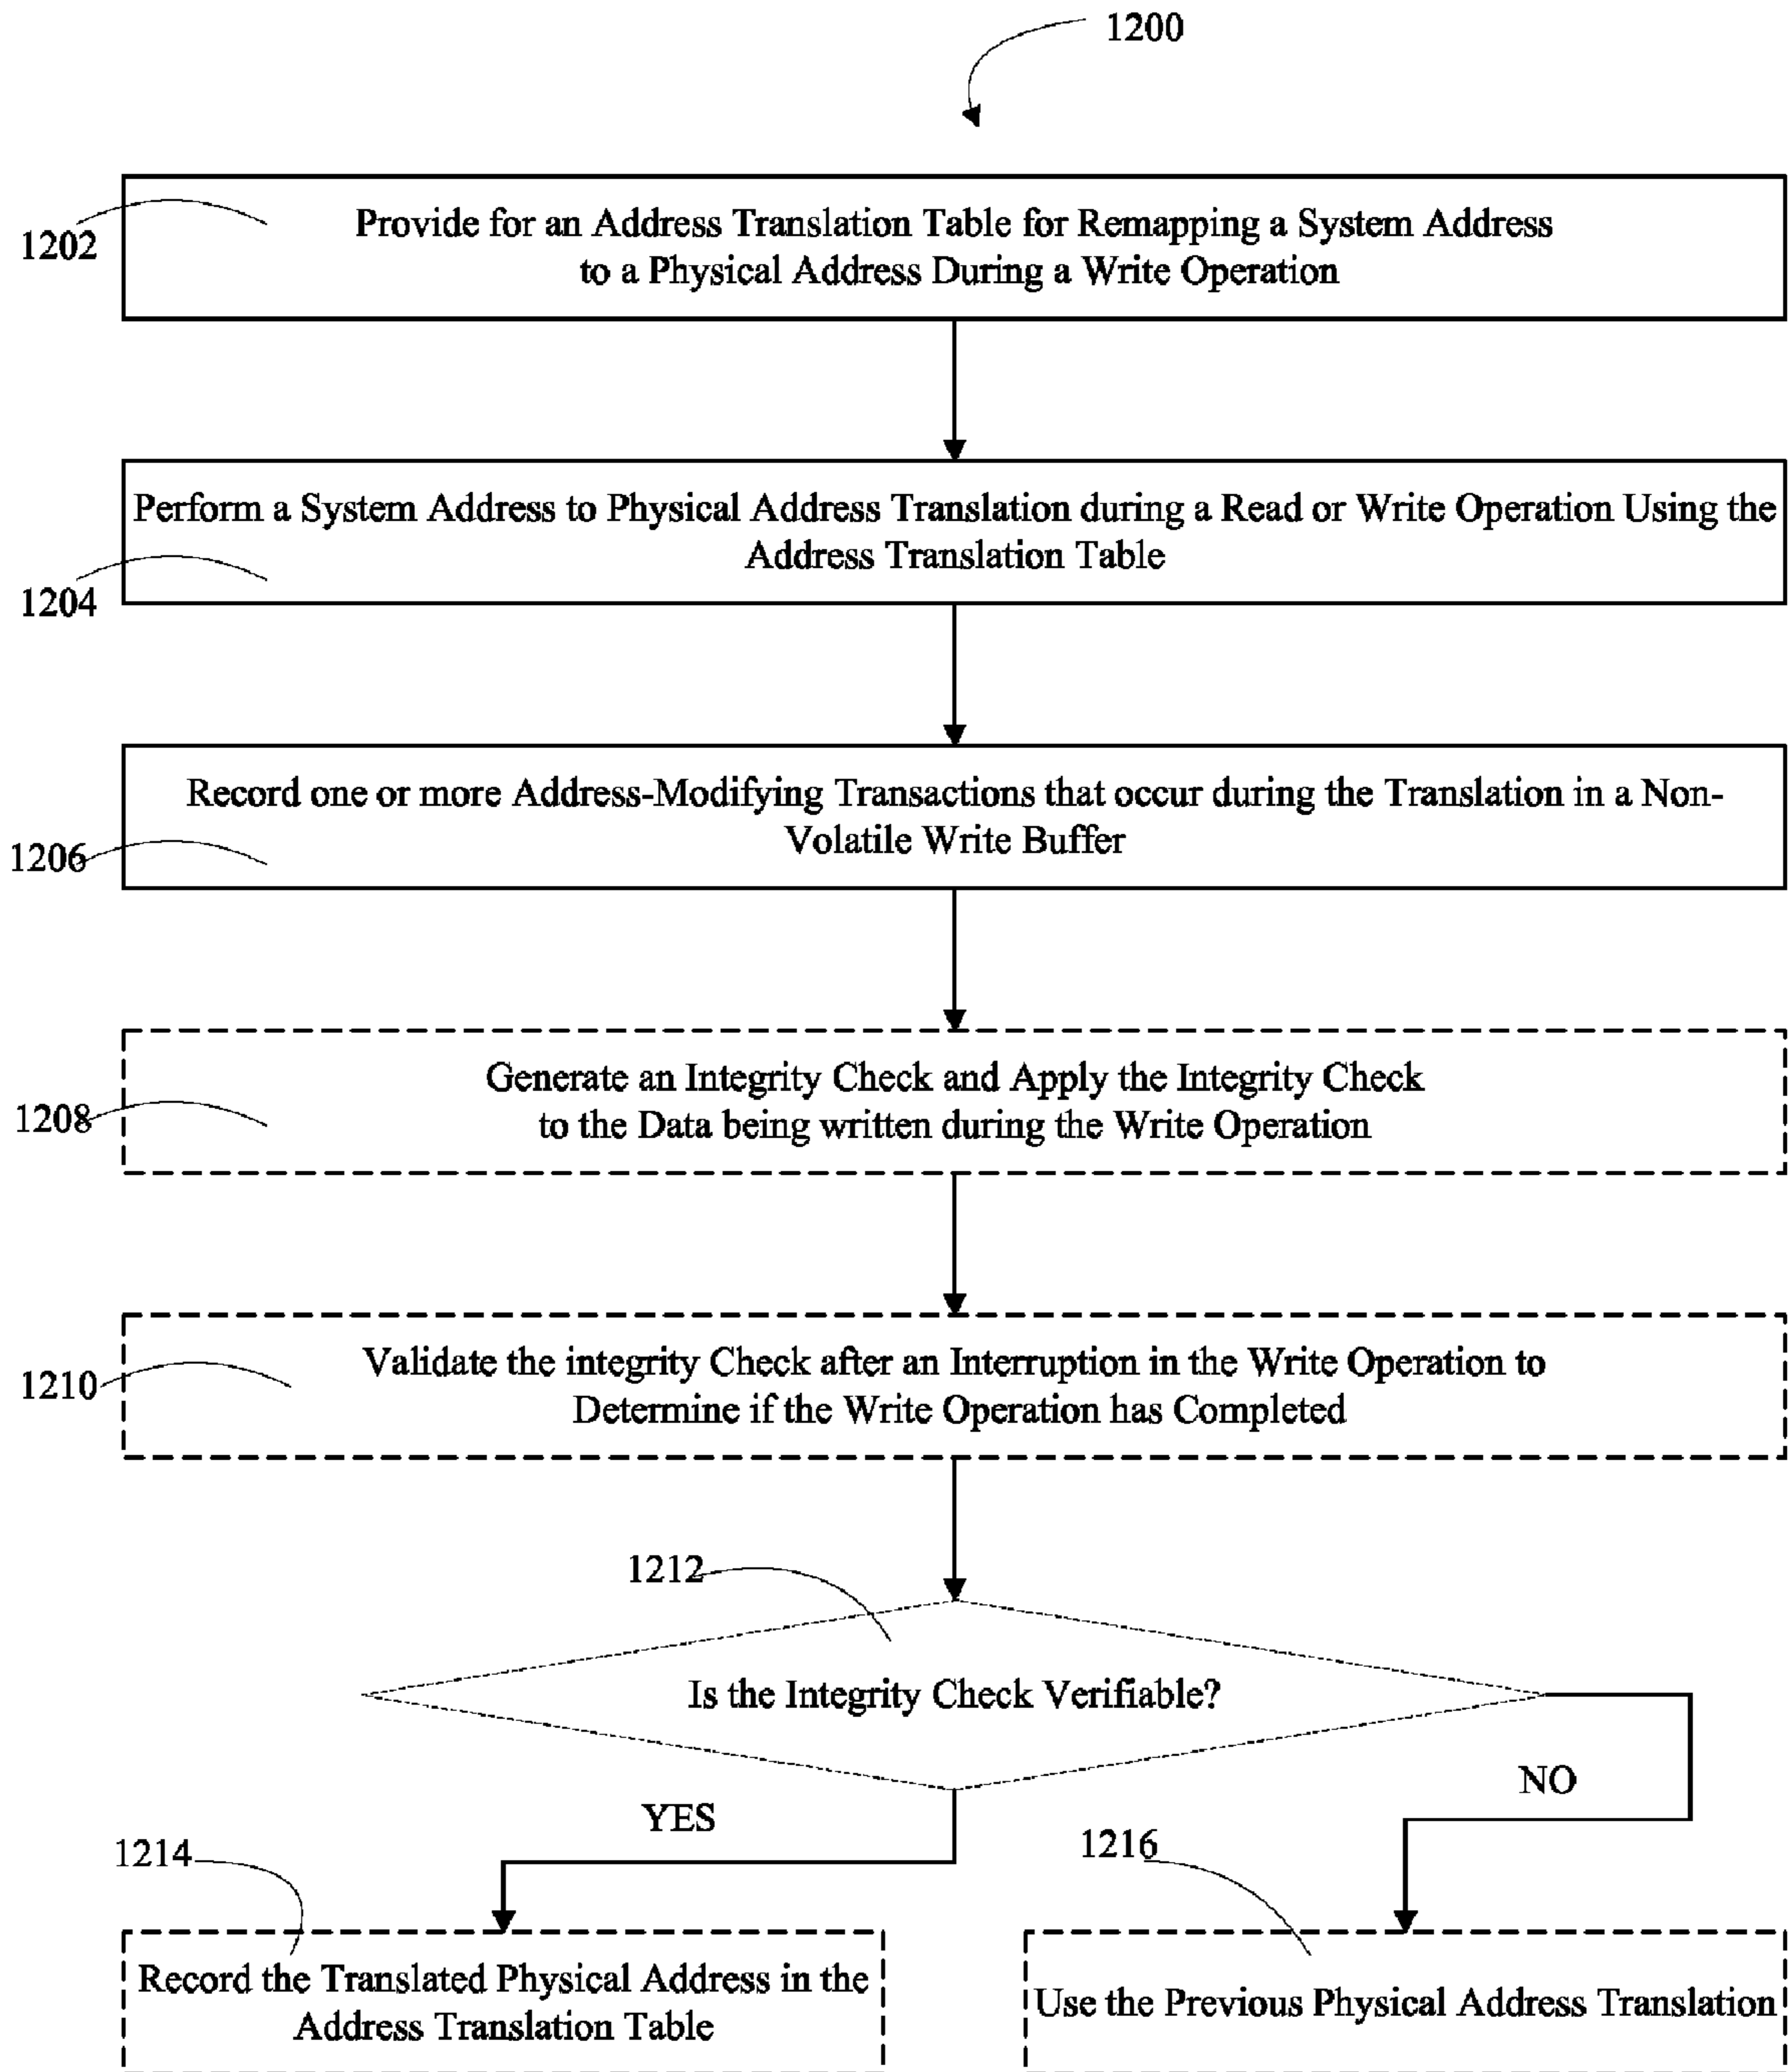 1200
1202
Provide for an Address Translation Table for Remapping a System Address
to a Physical Address During a Write Operation
1204
Perform a System Address to Physical Address Translation during a Read or Write Operation Using the
Address Translation Table
1206
Record one or more Address-Modifying Transactions that occur during the Translation in a Non-
Volatile Write Buffer
1208
Generate an Integrity Check and Apply the Integrity Check
to the Data being written during the Write Operation
1210
Validate the integrity Check after an Interruption in the Write Operation to
Determine if the Write Operation has Completed
1212
Is the Integrity Check Verifiable?
YES
NO
1214
Record the Translated Physical Address in the
Address Translation Table
1216
Use the Previous Physical Address Translation